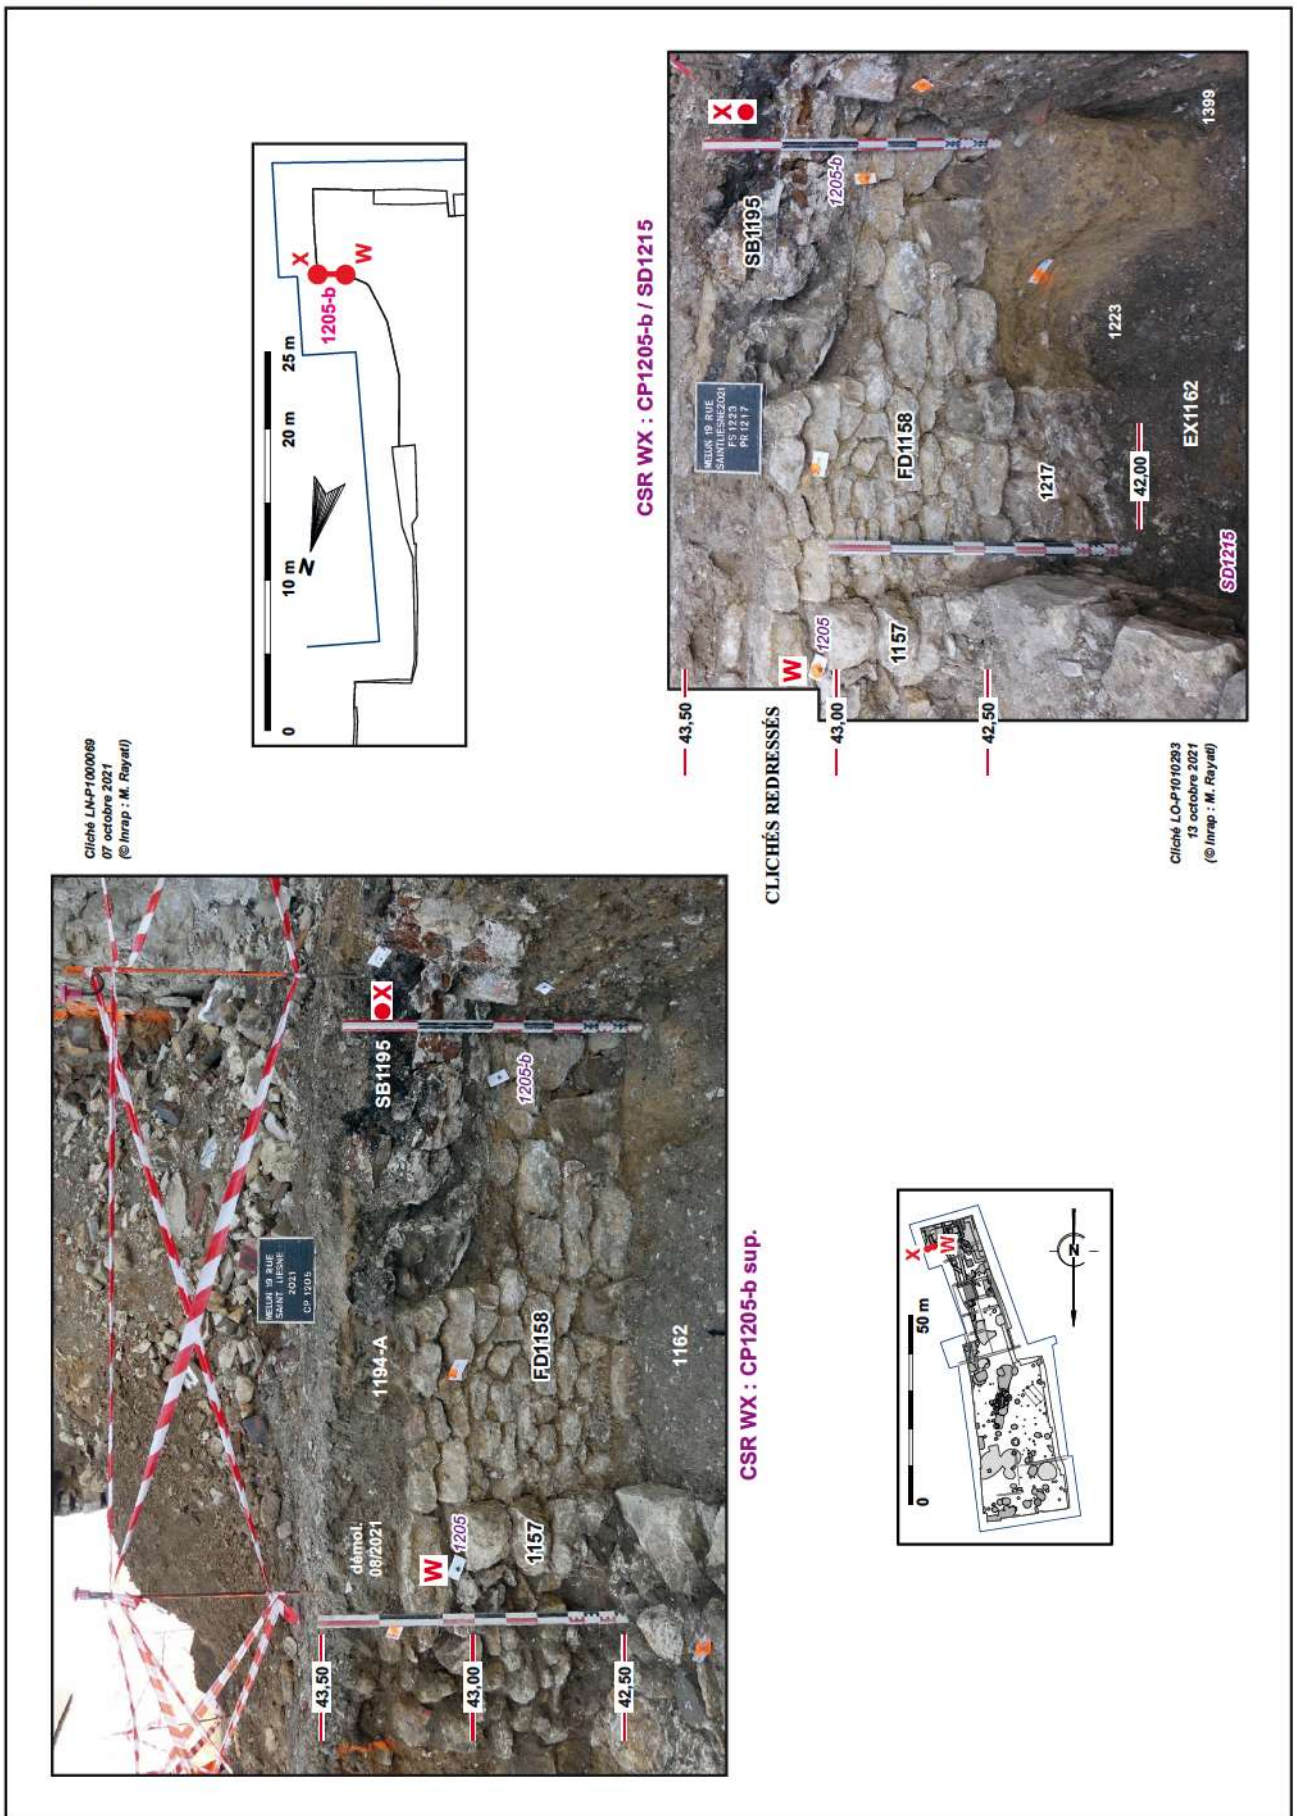 Cliché LN-P1000069
07 octobre 2021
(© Inrap : M. Rayati)
43,50
43,00
42,50
démol.
08/2021
W
1205
1157
1194-A
FD1158
1162
MELUN 19 RUE
SAINT LIESNE
2021
CP 1205
SB1195
X
1205-b
CSR WX : CP1205-b sup.
0
50 m
X
W
N
0
10 m
20 m
25 m
N
1205-b
X
W
CSR WX : CP1205-b / SD1215
43,50
43,00
42,50
W
1205
1157
MELUN 19 RUE
SAINT LIESNE 2021
FS 1223
PR 1217
FD1158
1217
42,00
SD1215
EX1162
1223
1399
SB1195
1205-b
X
CLICHÉS REDRESSÉS
Cliché LO-P1010293
13 octobre 2021
(© Inrap : M. Rayati)